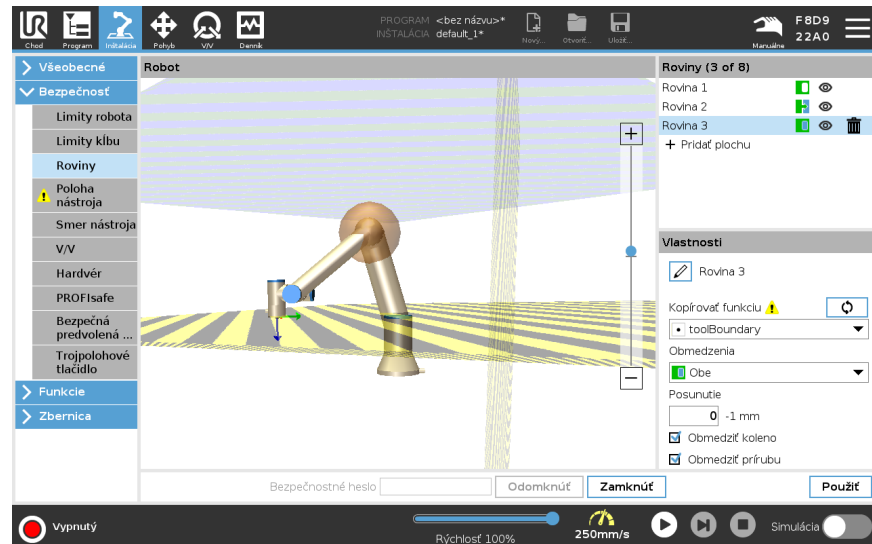 UR
PROGRAM <bez názvu>*
INŠTALÁCIA default_1*
F8D9
22A0
Chod
Program
Inštalácia
Pohyb
V/V
Denník
Nový...
Otvoriť...
Uložiť...
Manuálne
Všeobecné
Bezpečnosť
Limity robota
Limity kĺbu
Roviny
Poloha
nástroja
Smer nástroja
V/V
Hardvér
PROFIsafe
Bezpečná
predvolená ...
Trojpolohové
tlačidlo
Funkcie
Zbernica
Robot
Roviny (3 of 8)
Rovina 1
Rovina 2
Rovina 3
+ Pridať plochu
Vlastnosti
Rovina 3
Kopírovať funkciu
toolBoundary
Obmedzenia
Obe
Posunutie
0 -1 mm
Obmedziť koleno
Obmedziť prírubu
Bezpečnostné heslo
Odomknúť
Zamknúť
Použiť
Vypnutý
Rýchlosť 100%
250mm/s
Simulácia